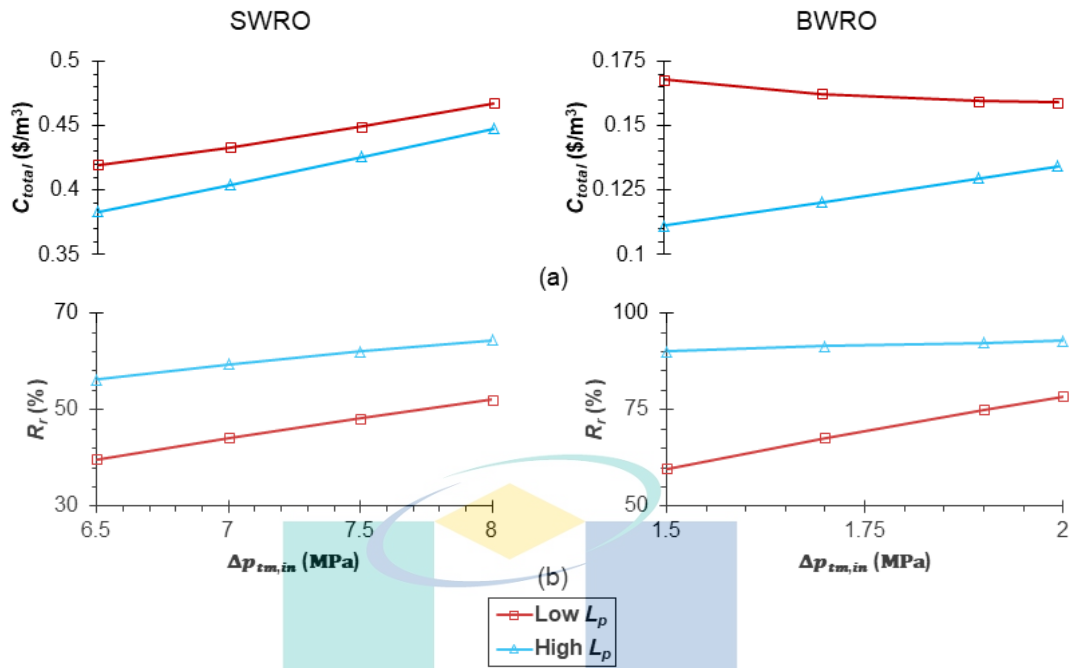 SWRO
BWRO
0.5
0.45
0.4
0.35
C_total ($/m³)
0.175
0.15
0.125
0.1
C_total ($/m³)
(a)
70
50
30
R_r (%)
100
75
50
R_r (%)
6.5 7 7.5 8
1.5 1.75 2
Δp_tm,in (MPa)
Δp_tm,in (MPa)
(b)
Low L_p
High L_p